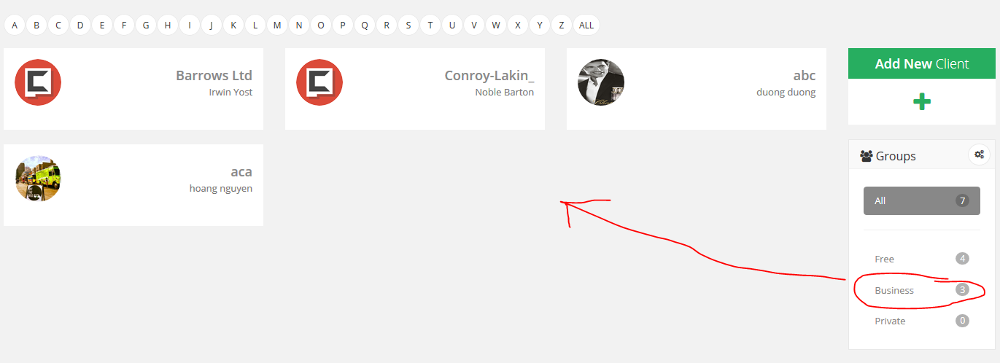 A B C D E F G H I J K L M N O P Q R S T U V W X Y Z ALL
Barrows Ltd
Irwin Yost
Conroy-Lakin_
Noble Barton
abc
duong duong
Add New Client
aca
hoang nguyen
Groups
All 7
Free 4
Business 3
Private 0